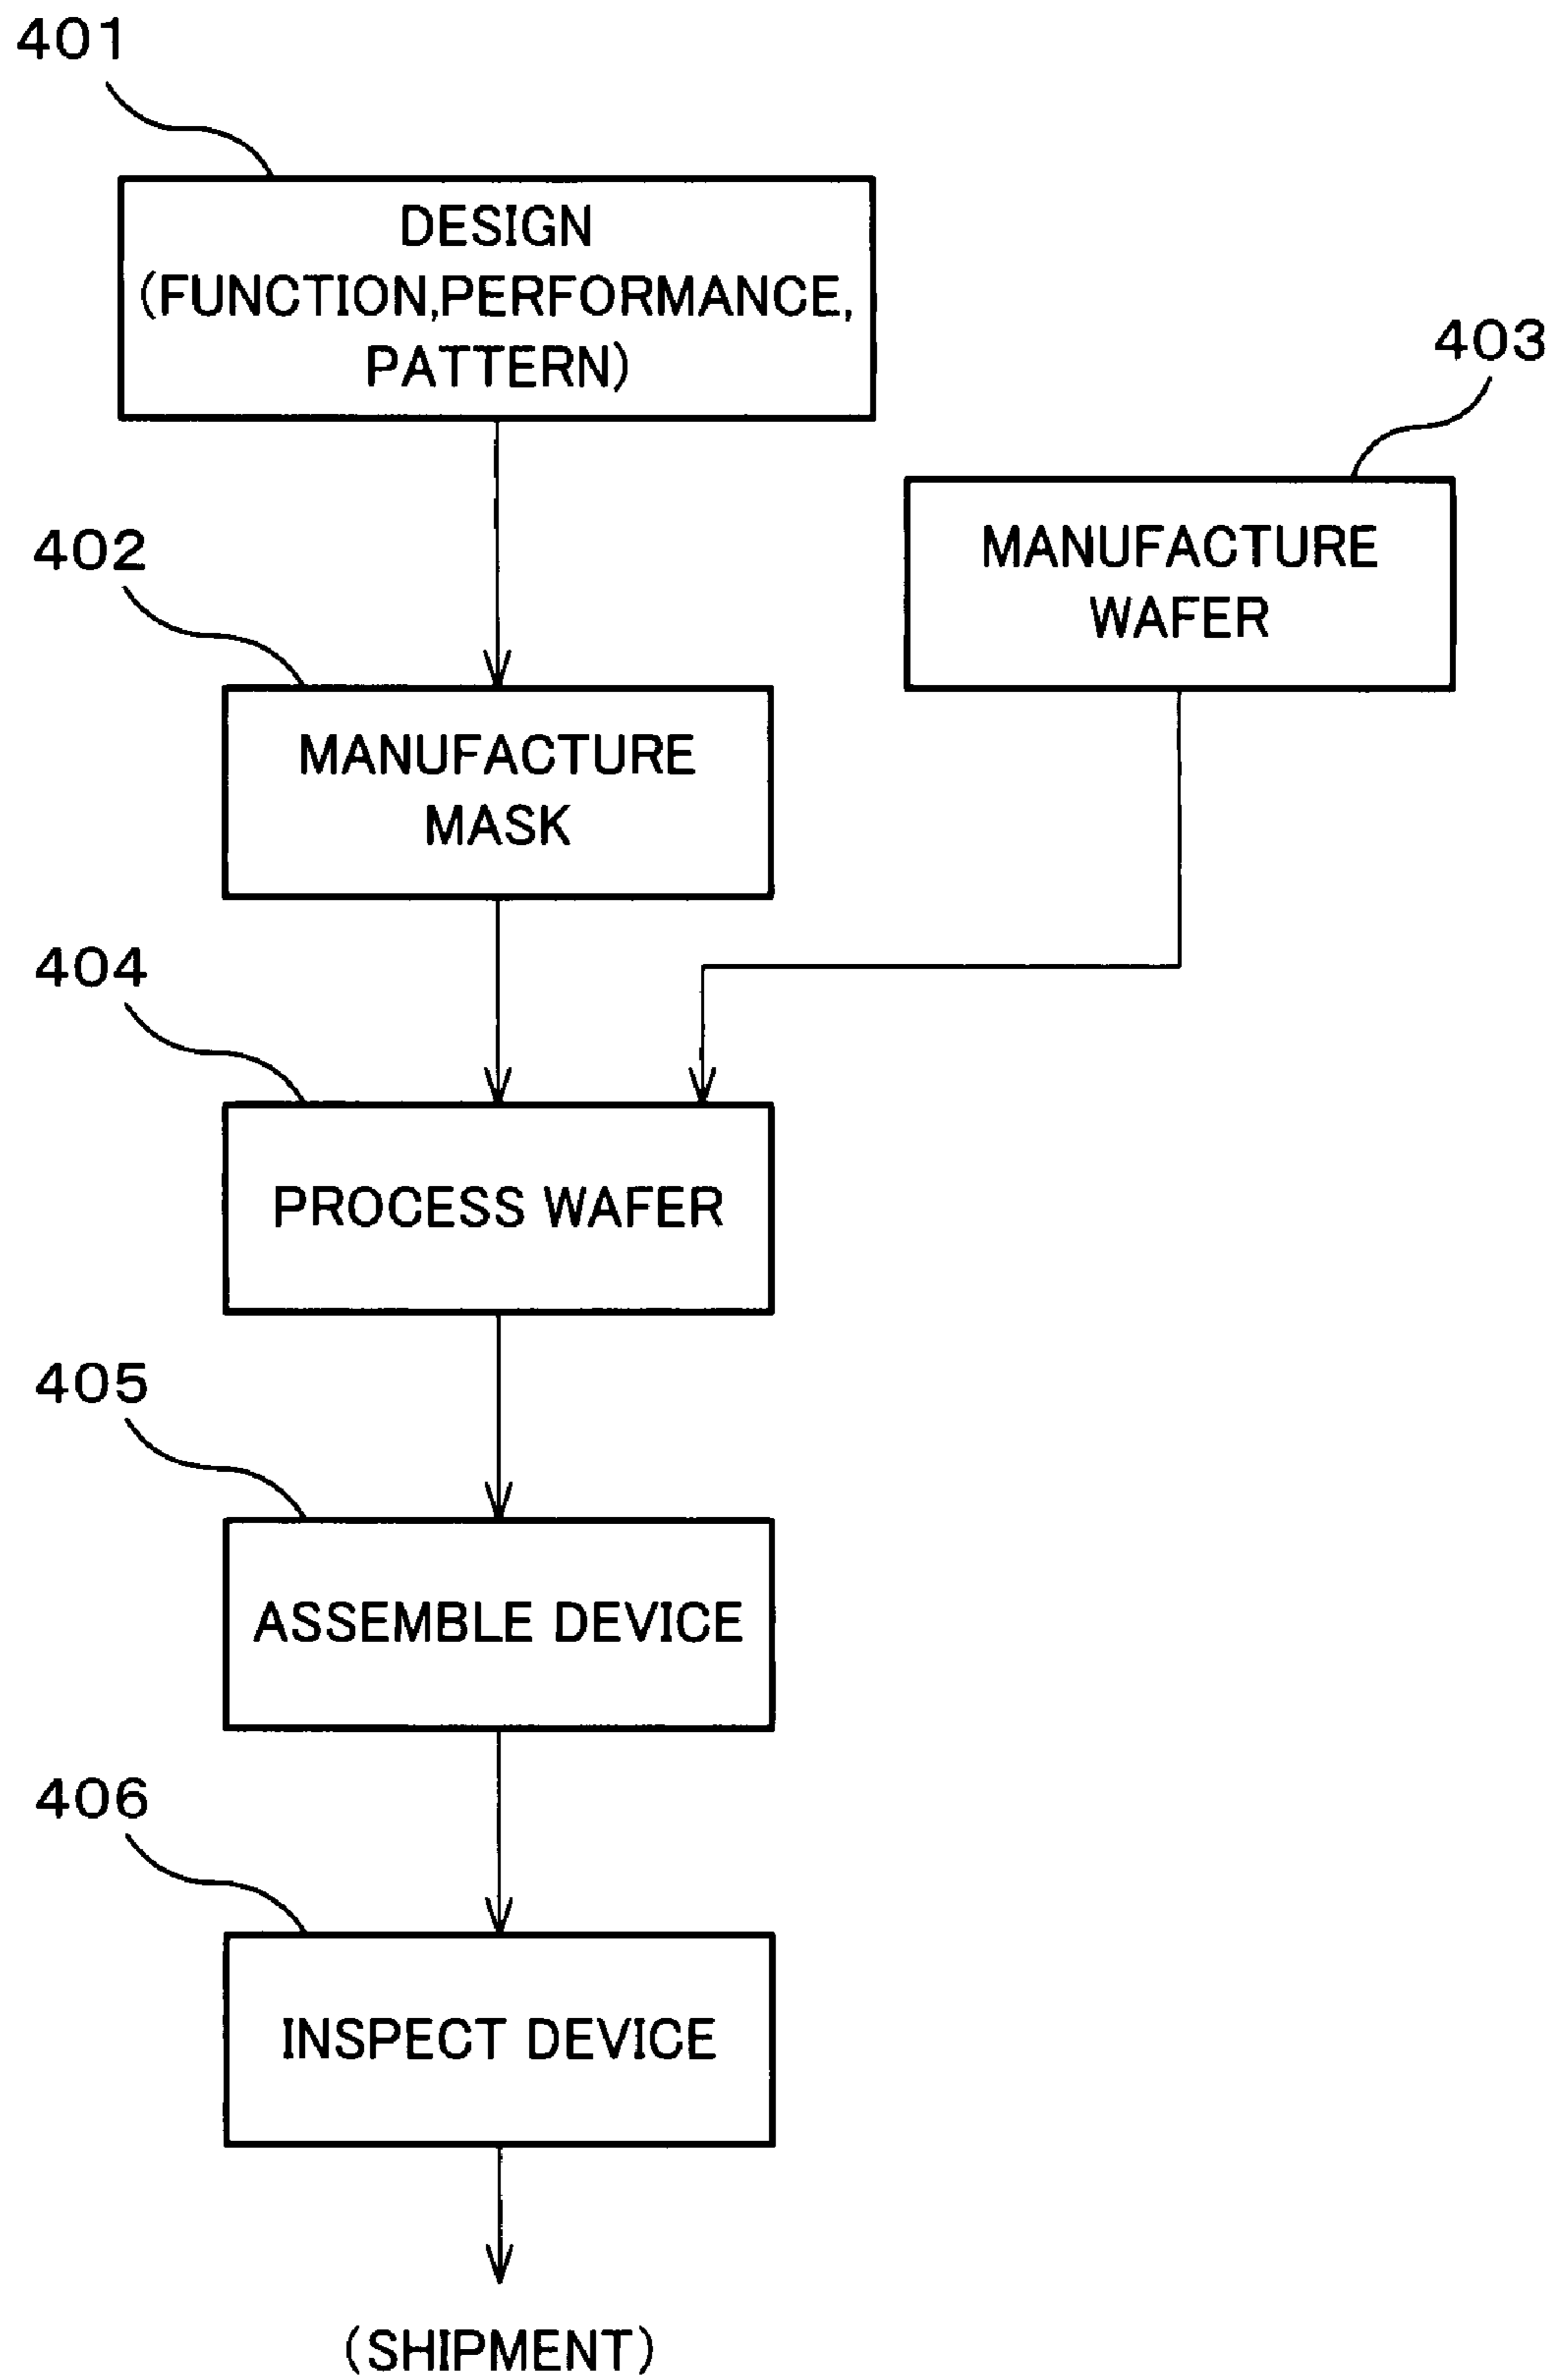 401
DESIGN
(FUNCTION,PERFORMANCE,
PATTERN)
403
MANUFACTURE
WAFER
402
MANUFACTURE
MASK
404
PROCESS WAFER
405
ASSEMBLE DEVICE
406
INSPECT DEVICE
(SHIPMENT)